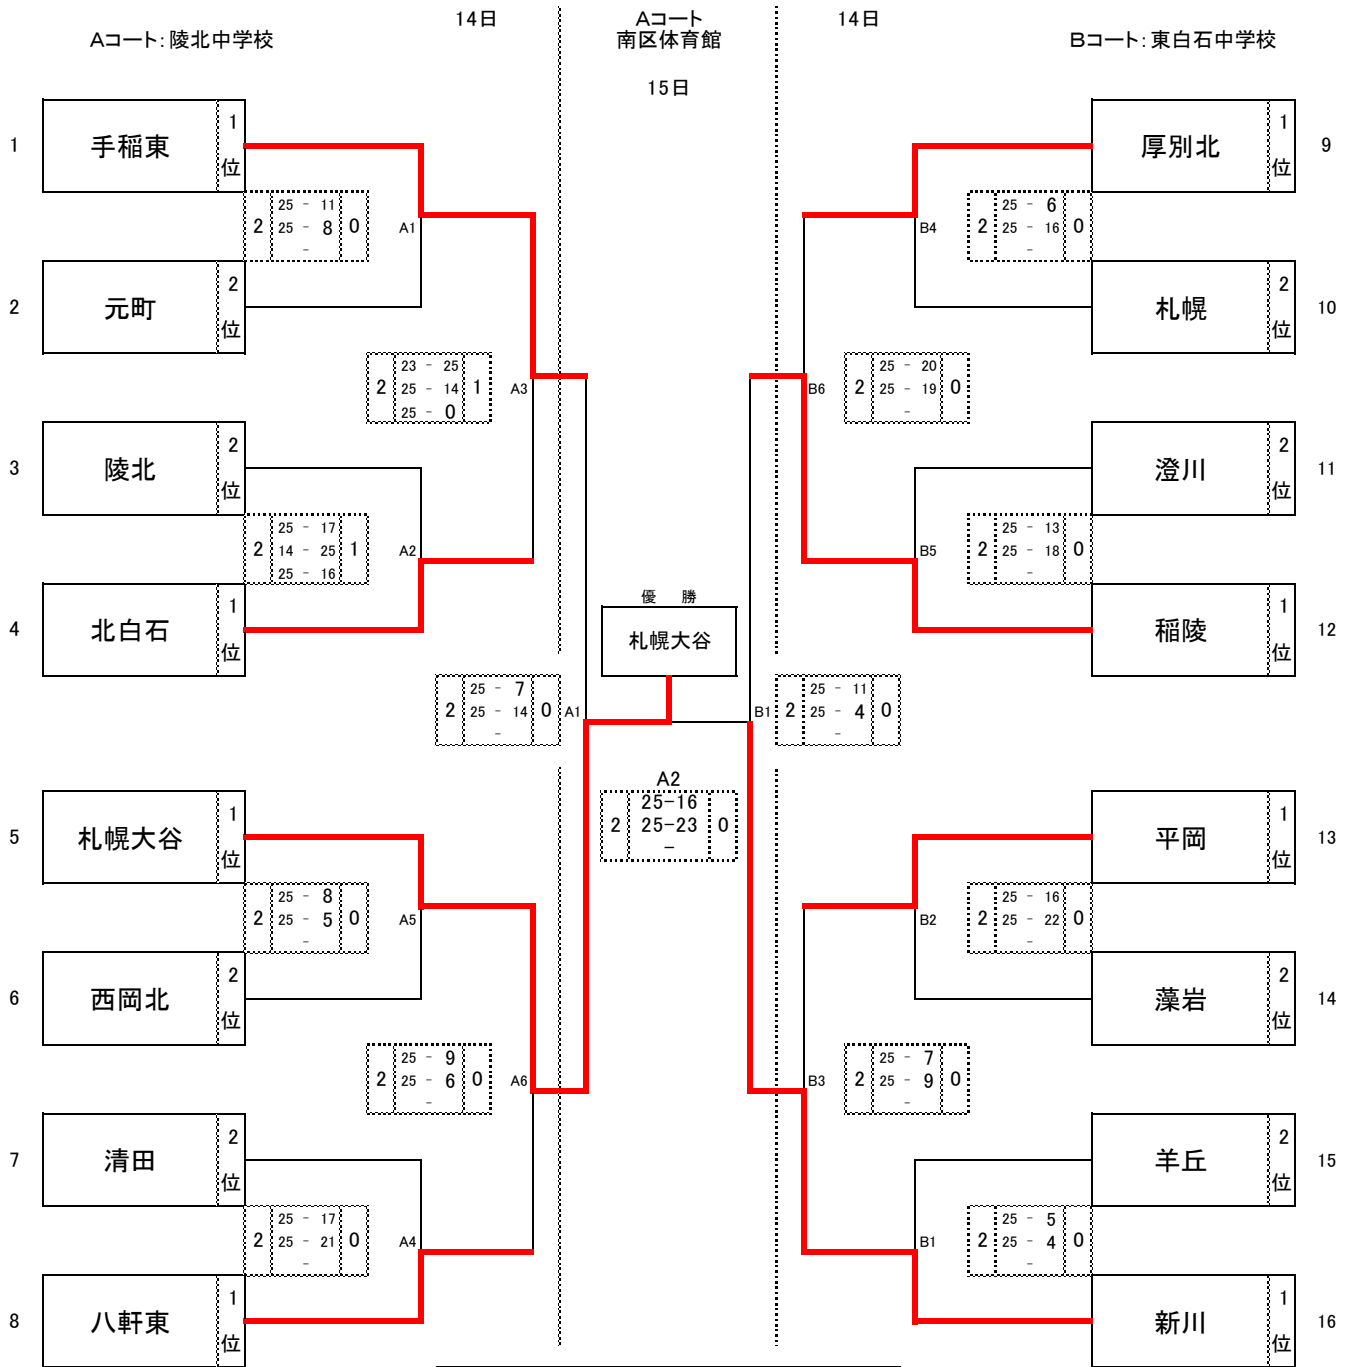 14日
Aコート
南区体育館
15日
14日
Aコート：陵北中学校
Bコート：東白石中学校
1
手稲東
1位
2 25 - 11 0
25 - 8
-
A1
2
元町
2位
2 23 - 25 1
25 - 14
25 - 0
A3
3
陵北
2位
2 25 - 17 1
14 - 25
25 - 16
A2
4
北白石
1位
2 25 - 7 0
25 - 14
-
A1
5
札幌大谷
1位
2 25 - 8 0
25 - 5
-
A5
6
西岡北
2位
2 25 - 9 0
25 - 6
-
A6
7
清田
2位
2 25 - 17 0
25 - 21
-
A4
8
八軒東
1位
優　勝
札幌大谷
A2
2 25-16 0
25-23
-
厚別北
1位
9
B4
2 25 - 6 0
25 - 16
-
札幌
2位
10
B6
2 25 - 20 0
25 - 19
-
澄川
2位
11
B5
2 25 - 13 0
25 - 18
-
稲陵
1位
12
B1
2 25 - 11 0
25 - 4
-
平岡
1位
13
B2
2 25 - 16 0
25 - 22
-
藻岩
2位
14
B3
2 25 - 7 0
25 - 9
-
羊丘
2位
15
B1
2 25 - 5 0
25 - 4
-
新川
1位
16